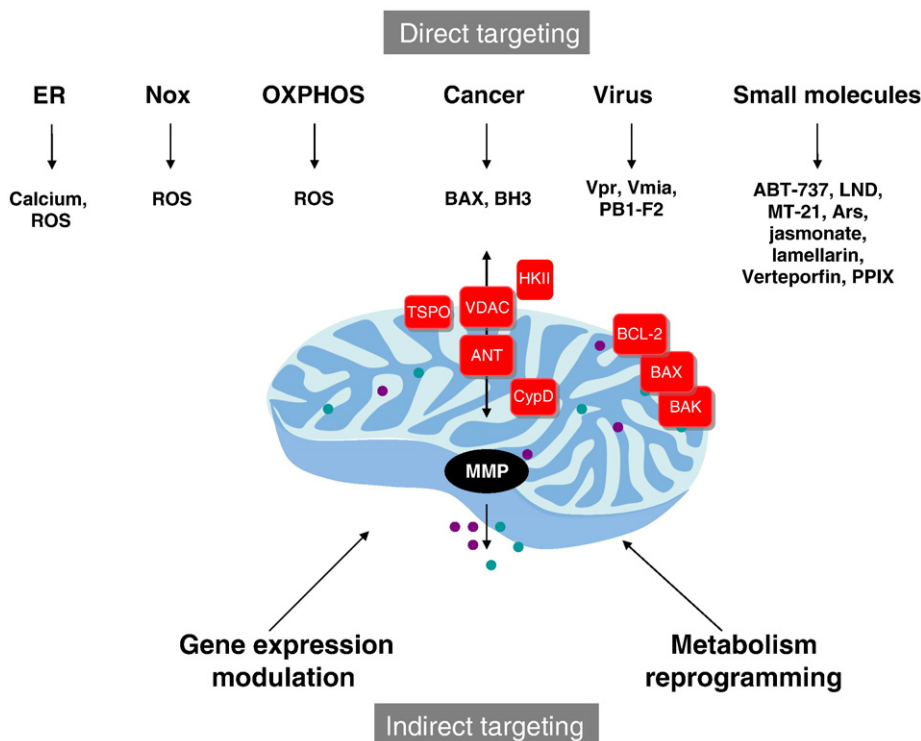 Direct targeting
ER
Nox
OXPHOS
Cancer
Virus
Small molecules
Calcium,
ROS
ROS
ROS
BAX, BH3
Vpr, Vmia,
PB1-F2
ABT-737, LND,
MT-21, Ars,
jasmonate,
lamellarin,
Verteporfin, PPIX
HKII
TSPO
VDAC
BCL-2
ANT
BAX
CypD
BAK
MMP
Gene expression
modulation
Metabolism
reprogramming
Indirect targeting